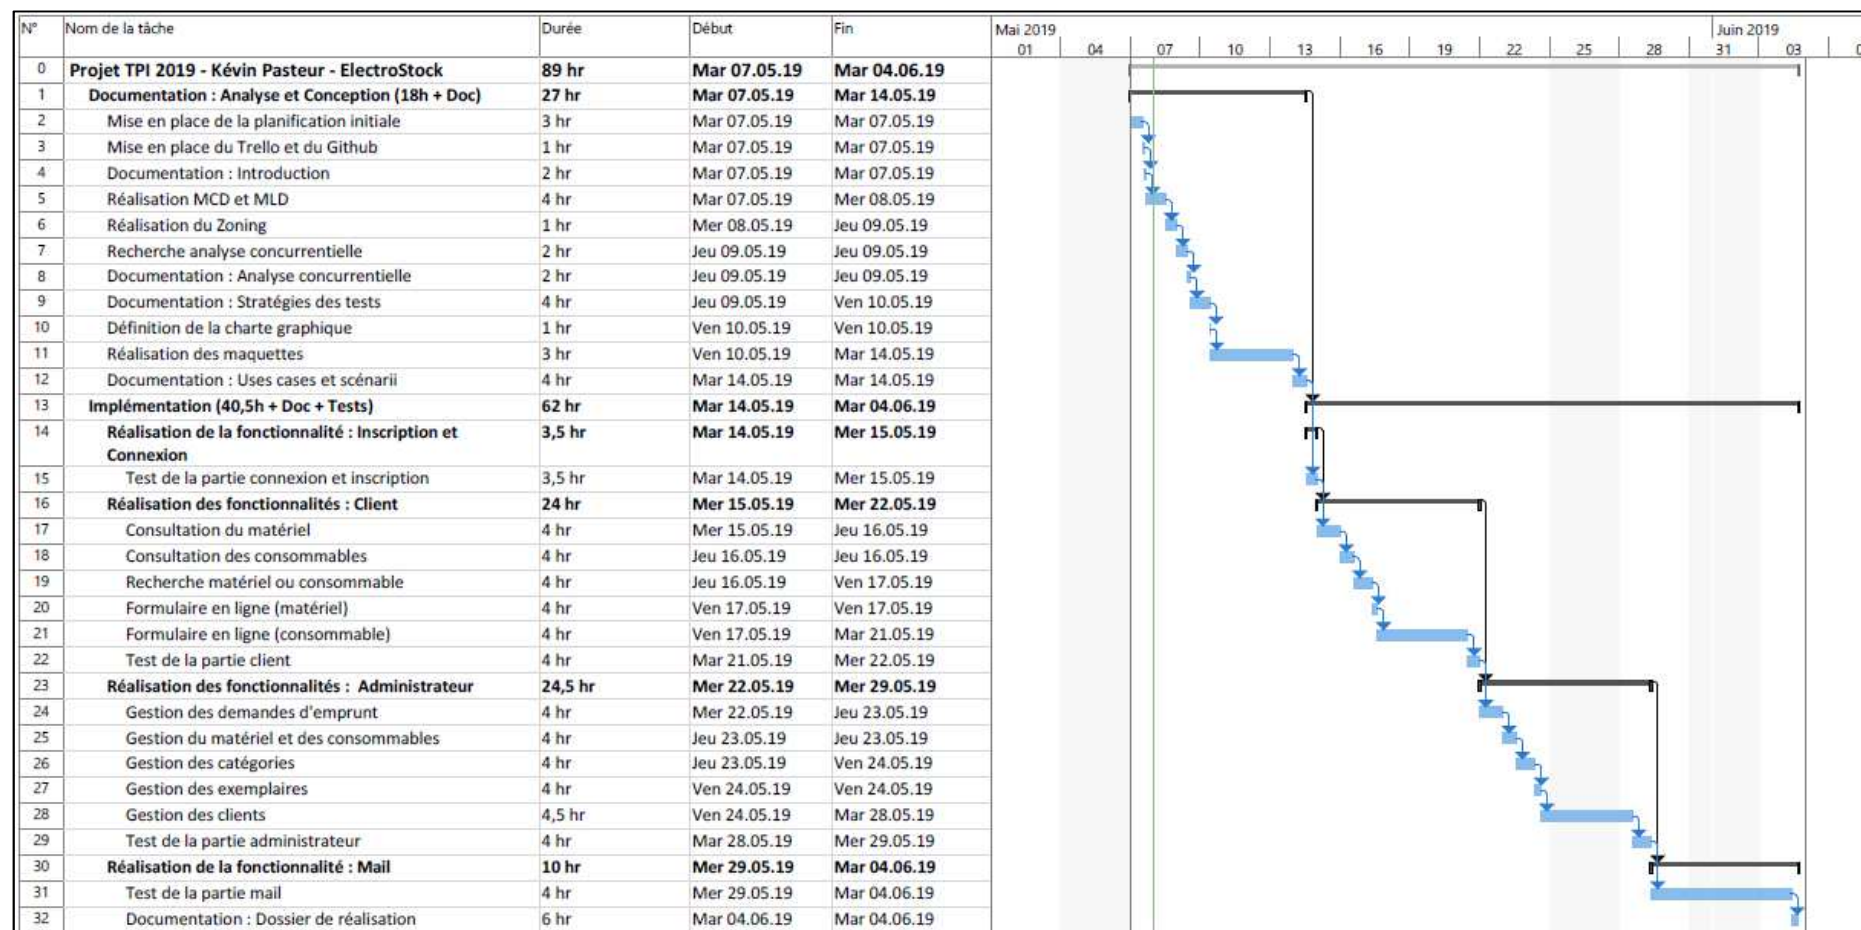 N° Nom de la tâche Durée Début Fin Mai 2019 Juin 2019
01 04 07 10 13 16 19 22 25 28 31 03
0 Projet TPI 2019 - Kévin Pasteur - ElectroStock 89 hr Mar 07.05.19 Mar 04.06.19
1 Documentation : Analyse et Conception (18h + Doc) 27 hr Mar 07.05.19 Mar 14.05.19
2 Mise en place de la planification initiale 3 hr Mar 07.05.19 Mar 07.05.19
3 Mise en place du Trello et du Github 1 hr Mar 07.05.19 Mar 07.05.19
4 Documentation : Introduction 2 hr Mar 07.05.19 Mar 07.05.19
5 Réalisation MCD et MLD 4 hr Mar 07.05.19 Mer 08.05.19
6 Réalisation du Zoning 1 hr Mer 08.05.19 Jeu 09.05.19
7 Recherche analyse concurrentielle 2 hr Jeu 09.05.19 Jeu 09.05.19
8 Documentation : Analyse concurrentielle 2 hr Jeu 09.05.19 Jeu 09.05.19
9 Documentation : Stratégies des tests 4 hr Jeu 09.05.19 Ven 10.05.19
10 Définition de la charte graphique 1 hr Ven 10.05.19 Ven 10.05.19
11 Réalisation des maquettes 3 hr Ven 10.05.19 Mar 14.05.19
12 Documentation : Uses cases et scénarii 4 hr Mar 14.05.19 Mar 14.05.19
13 Implémentation (40,5h + Doc + Tests) 62 hr Mar 14.05.19 Mar 04.06.19
14 Réalisation de la fonctionnalité : Inscription et 3,5 hr Mar 14.05.19 Mer 15.05.19
Connexion
15 Test de la partie connexion et inscription 3,5 hr Mar 14.05.19 Mer 15.05.19
16 Réalisation des fonctionnalités : Client 24 hr Mer 15.05.19 Mer 22.05.19
17 Consultation du matériel 4 hr Mer 15.05.19 Jeu 16.05.19
18 Consultation des consommables 4 hr Jeu 16.05.19 Jeu 16.05.19
19 Recherche matériel ou consommable 4 hr Jeu 16.05.19 Ven 17.05.19
20 Formulaire en ligne (matériel) 4 hr Ven 17.05.19 Ven 17.05.19
21 Formulaire en ligne (consommable) 4 hr Ven 17.05.19 Mar 21.05.19
22 Test de la partie client 4 hr Mar 21.05.19 Mer 22.05.19
23 Réalisation des fonctionnalités : Administrateur 24,5 hr Mer 22.05.19 Mer 29.05.19
24 Gestion des demandes d'emprunt 4 hr Mer 22.05.19 Jeu 23.05.19
25 Gestion du matériel et des consommables 4 hr Jeu 23.05.19 Jeu 23.05.19
26 Gestion des catégories 4 hr Jeu 23.05.19 Ven 24.05.19
27 Gestion des exemplaires 4 hr Ven 24.05.19 Ven 24.05.19
28 Gestion des clients 4,5 hr Ven 24.05.19 Mar 28.05.19
29 Test de la partie administrateur 4 hr Mar 28.05.19 Mer 29.05.19
30 Réalisation de la fonctionnalité : Mail 10 hr Mer 29.05.19 Mar 04.06.19
31 Test de la partie mail 4 hr Mer 29.05.19 Mar 04.06.19
32 Documentation : Dossier de réalisation 6 hr Mar 04.06.19 Mar 04.06.19